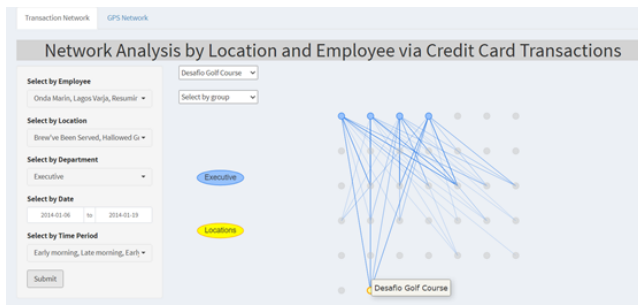 Transaction Network
GPS Network
Network Analysis by Location and Employee via Credit Card Transactions
Select by Employee
Onda Marin, Lagos Varja, Resumir
Select by Location
Brew've Been Served, Hallowed Gr
Select by Department
Executive
Select by Date
2014-01-06 to 2014-01-19
Select by Time Period
Early morning, Late morning, Early
Submit
Desafio Golf Course
Select by group
Executive
Locations
Desafio Golf Course